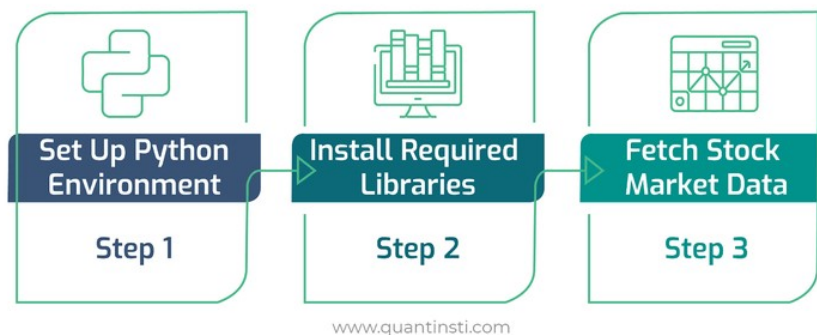 Set Up Python
Environment
Step 1
Install Required
Libraries
Step 2
Fetch Stock
Market Data
Step 3
www.quantinsti.com